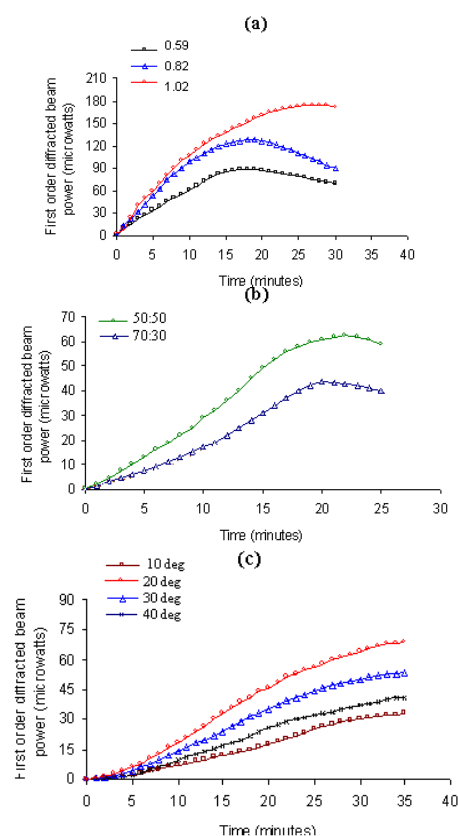 (a)
0.59
0.82
1.02
First order diffracted beam
power (microwatts)
210
180
150
120
90
60
30
0
0 5 10 15 20 25 30 35 40
Time (minutes)
(b)
50:50
70:30
First order diffracted beam
power (microwatts)
70
60
50
40
30
20
10
0
0 5 10 15 20 25 30
Time (minutes)
(c)
10 deg
20 deg
30 deg
40 deg
First order diffracted beam
power (microwatts)
90
75
60
45
30
15
0
0 5 10 15 20 25 30 35 40
Time (minutes)